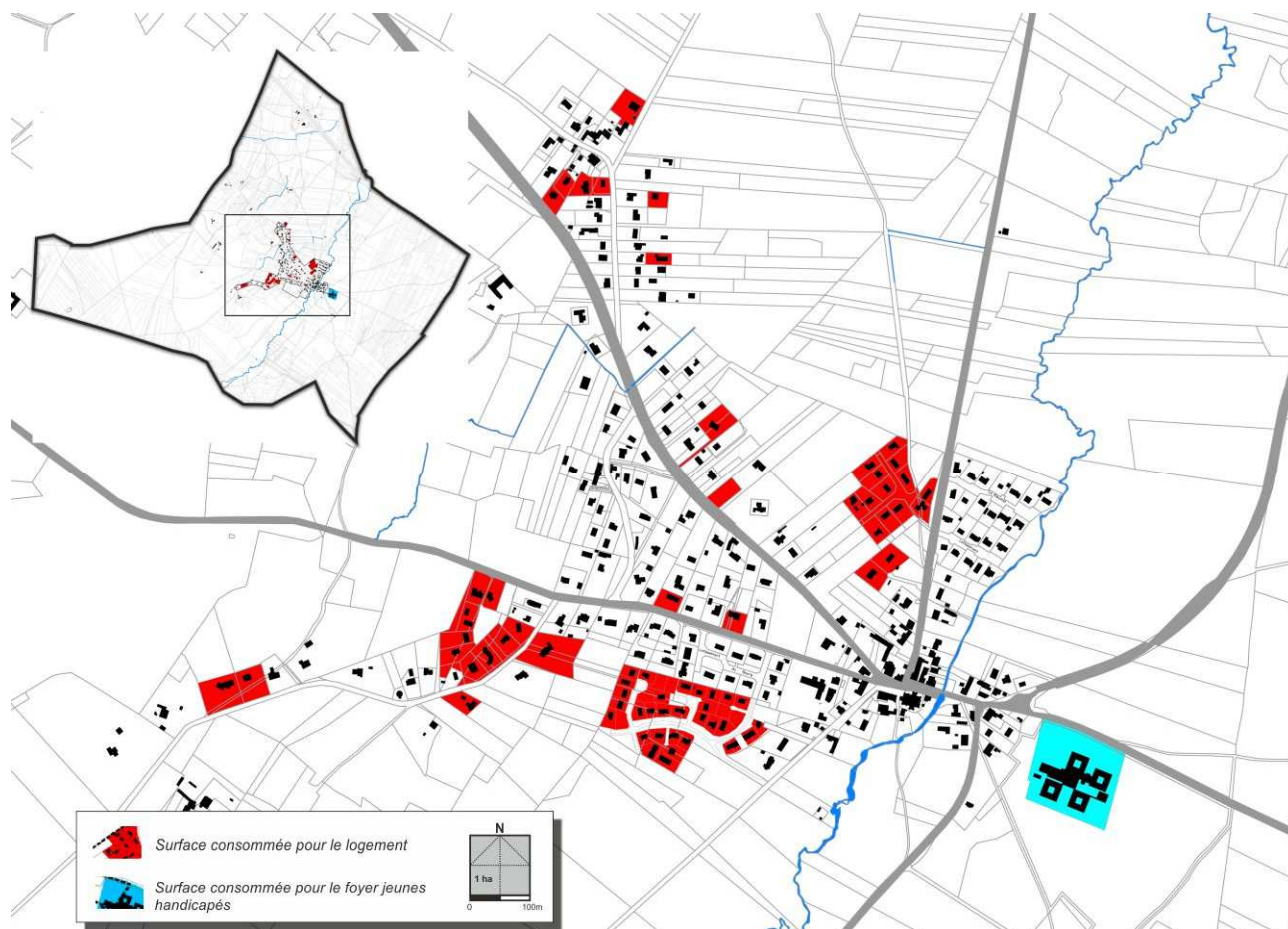 Surface consommée pour le logement
Surface consommée pour le foyer jeunes
handicapés
N
1 ha
0 100m